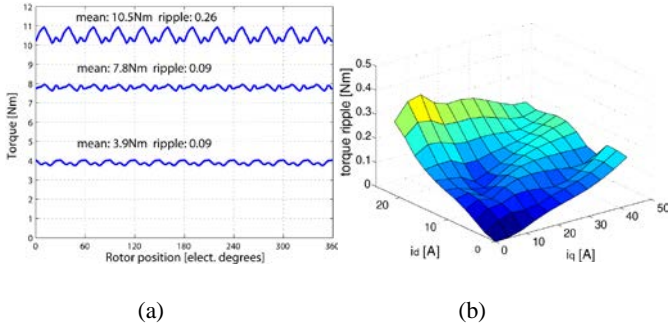 12
11
10
9
8
7
6
5
4
3
2
1
0
Torque [Nm]
mean: 10.5Nm ripple: 0.26
mean: 7.8Nm ripple: 0.09
mean: 3.9Nm ripple: 0.09
0 60 120 180 240 300 360
Rotor position [elect. degrees]
(a)
0.5
0.4
0.3
0.2
0.1
0
torque ripple [Nm]
20
10
0
i_d [A]
0
10
20
30
40
50
i_q [A]
(b)